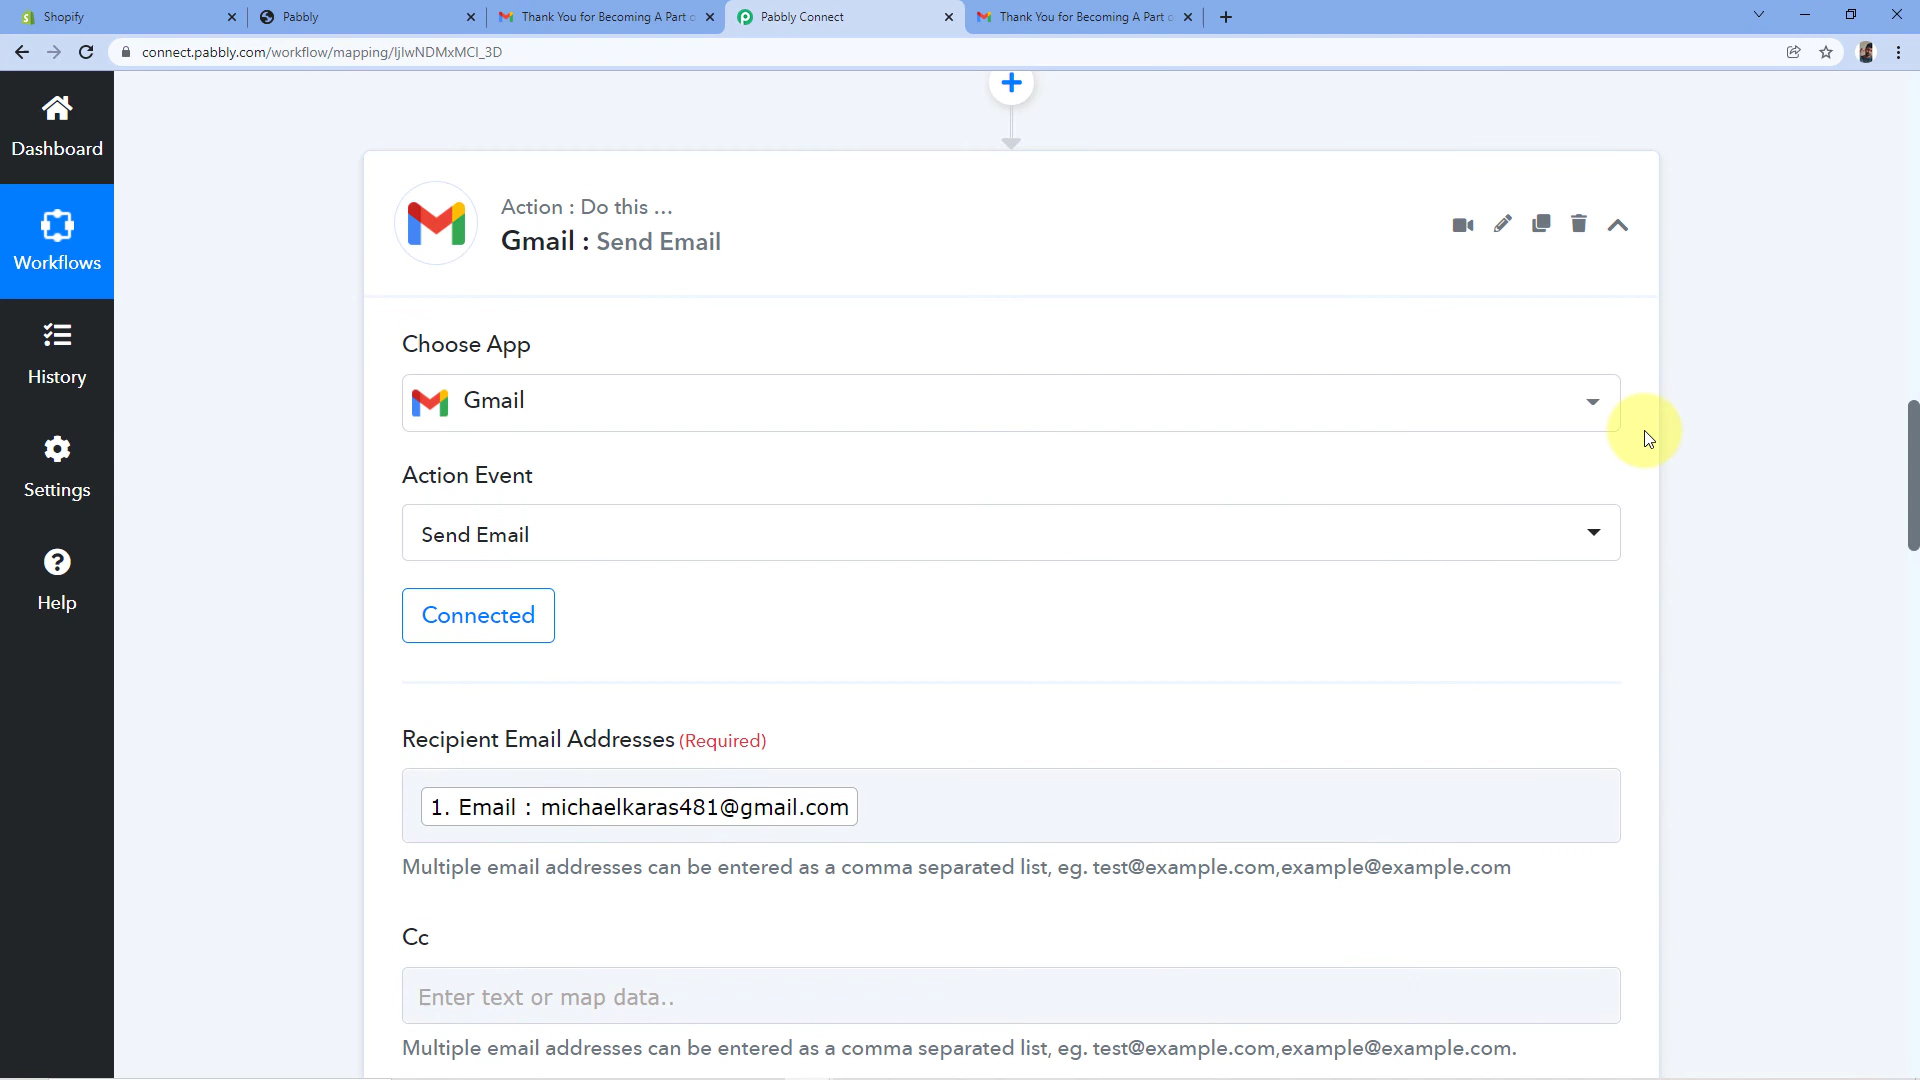 Shopify
Pabbly
Thank You for Becoming A Part o
Pabbly Connect
Thank You for Becoming A Part o
connect.pabbly.com/workflow/mapping/IjIwNDMxMCI_3D
Dashboard
Workflows
History
Settings
Help
Action : Do this ...
Gmail : Send Email
Choose App
Gmail
Action Event
Send Email
Connected
Recipient Email Addresses (Required)
1. Email : michaelkaras481@gmail.com
Multiple email addresses can be entered as a comma separated list, eg. test@example.com,example@example.com
Cc
Enter text or map data..
Multiple email addresses can be entered as a comma separated list, eg. test@example.com,example@example.com.